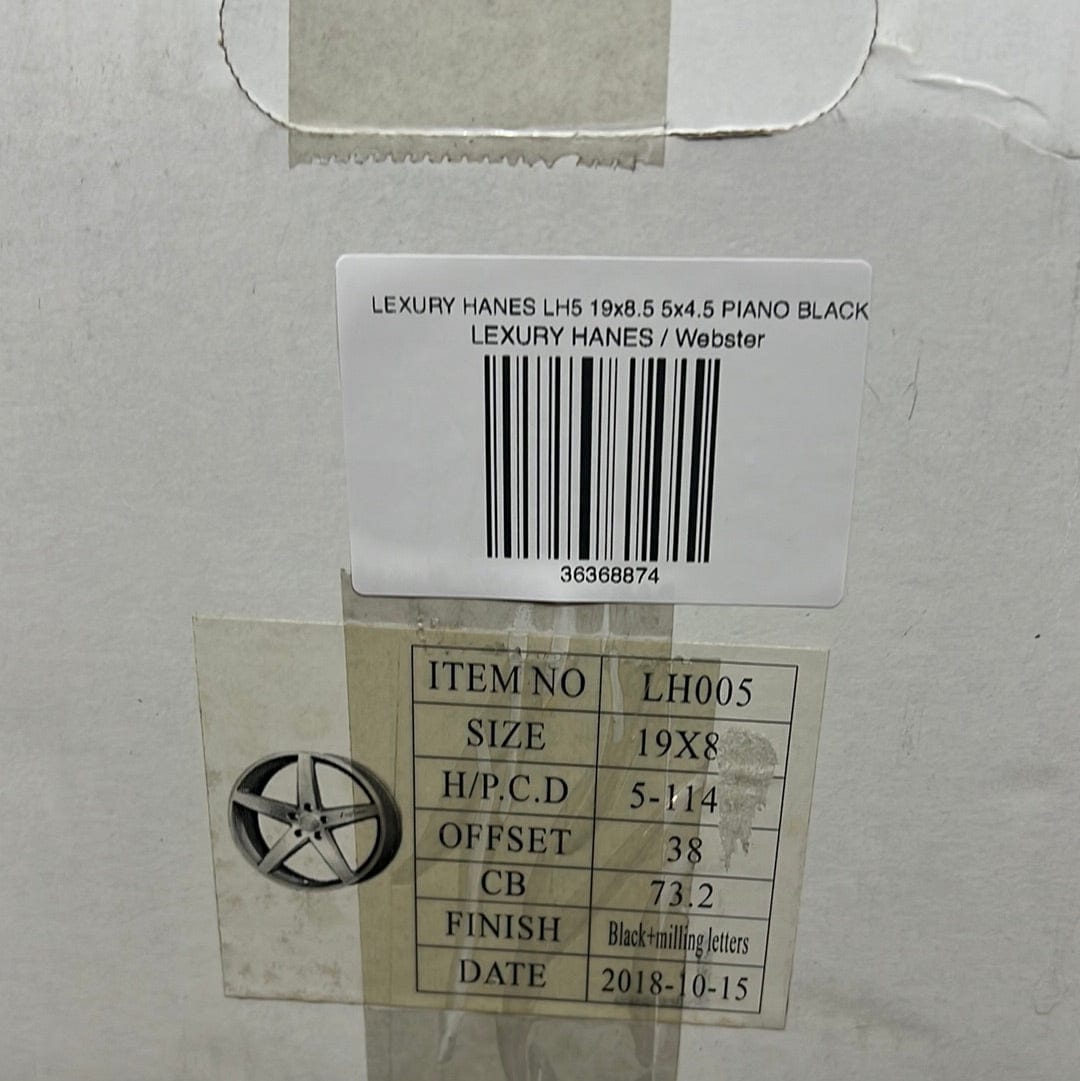 LEXURY HANES LH5 19x8.5 5x4.5 PIANO BLACK
LEXURY HANES / Webster
36368874
ITEM NO LH005
SIZE 19X8
H/P.C.D 5-114
OFFSET 38
CB 73.2
FINISH Black+milling letters
DATE 2018-10-15